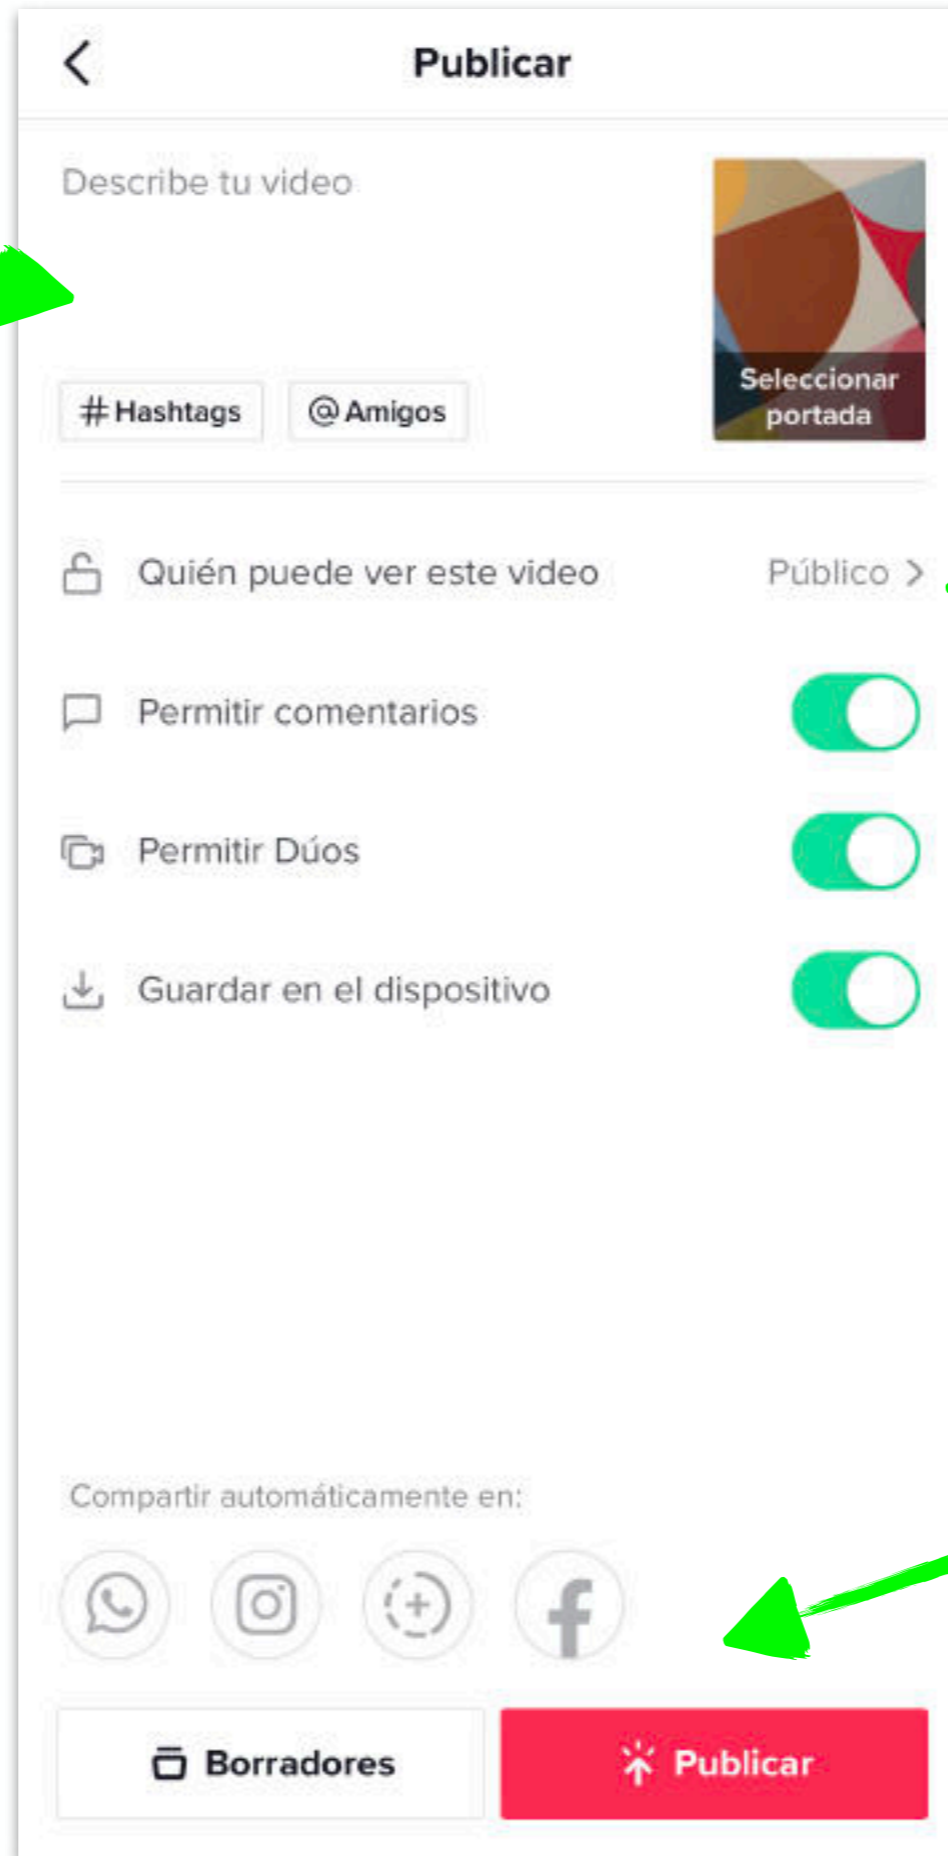 Publicar
Describe tu video
Seleccionar
portada
# Hashtags
@ Amigos
Quién puede ver este video
Público >
Permitir comentarios
Permitir Dúos
Guardar en el dispositivo
Compartir automáticamente en:
Borradores
Publicar